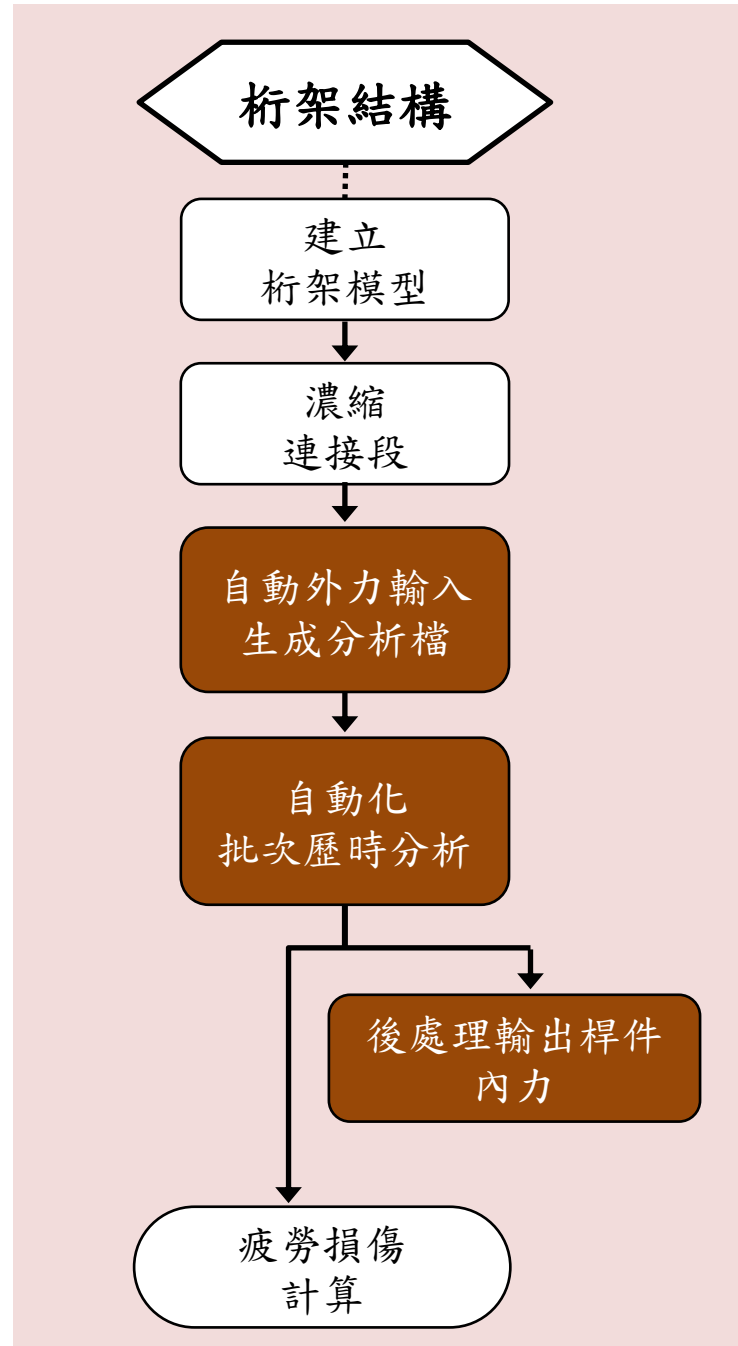 桁架結構
建立
桁架模型
濃縮
連接段
自動外力輸入
生成分析檔
自動化
批次歷時分析
後處理輸出桿件
內力
疲勞損傷
計算